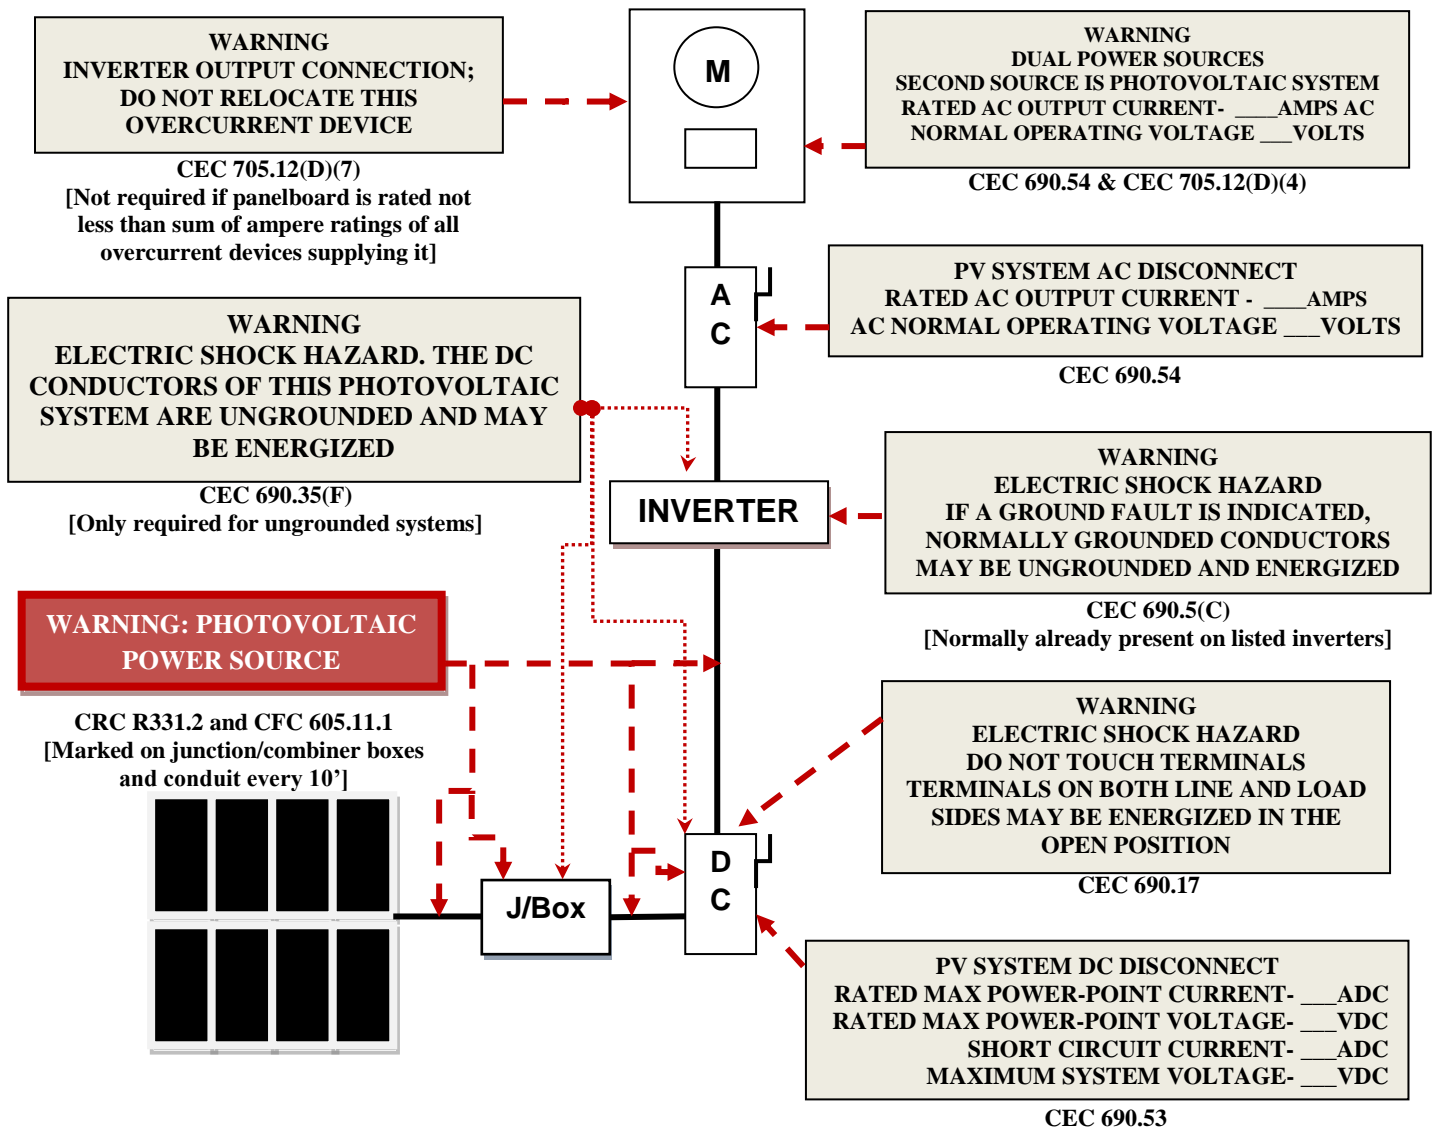 WARNING
INVERTER OUTPUT CONNECTION;
DO NOT RELOCATE THIS
OVERCURRENT DEVICE
CEC 705.12(D)(7)
[Not required if panelboard is rated not
less than sum of ampere ratings of all
overcurrent devices supplying it]
M
WARNING
DUAL POWER SOURCES
SECOND SOURCE IS PHOTOVOLTAIC SYSTEM
RATED AC OUTPUT CURRENT- ____AMPS AC
NORMAL OPERATING VOLTAGE ___VOLTS
CEC 690.54 & CEC 705.12(D)(4)
A
C
PV SYSTEM AC DISCONNECT
RATED AC OUTPUT CURRENT - ____AMPS
AC NORMAL OPERATING VOLTAGE ___VOLTS
CEC 690.54
WARNING
ELECTRIC SHOCK HAZARD. THE DC
CONDUCTORS OF THIS PHOTOVOLTAIC
SYSTEM ARE UNGROUNDED AND MAY
BE ENERGIZED
CEC 690.35(F)
[Only required for ungrounded systems]
INVERTER
WARNING
ELECTRIC SHOCK HAZARD
IF A GROUND FAULT IS INDICATED,
NORMALLY GROUNDED CONDUCTORS
MAY BE UNGROUNDED AND ENERGIZED
CEC 690.5(C)
[Normally already present on listed inverters]
WARNING: PHOTOVOLTAIC
POWER SOURCE
CRC R331.2 and CFC 605.11.1
[Marked on junction/combiner boxes
and conduit every 10’]
WARNING
ELECTRIC SHOCK HAZARD
DO NOT TOUCH TERMINALS
TERMINALS ON BOTH LINE AND LOAD
SIDES MAY BE ENERGIZED IN THE
OPEN POSITION
CEC 690.17
J/Box
D
C
PV SYSTEM DC DISCONNECT
RATED MAX POWER-POINT CURRENT- ___ADC
RATED MAX POWER-POINT VOLTAGE- ___VDC
SHORT CIRCUIT CURRENT- ___ADC
MAXIMUM SYSTEM VOLTAGE- ___VDC
CEC 690.53